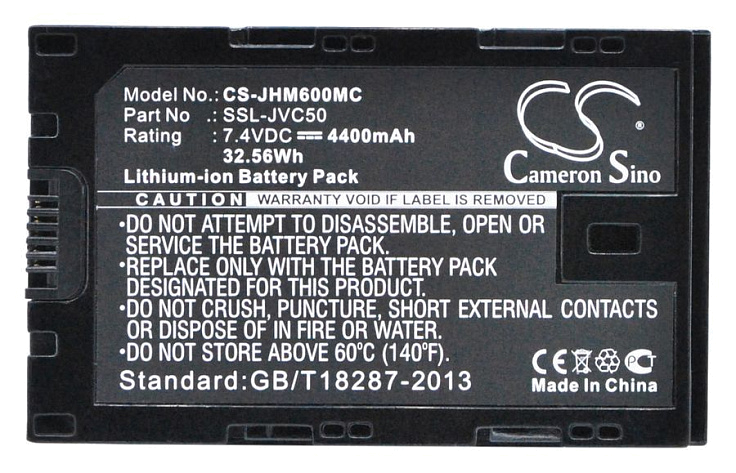 Model No.: CS-JHM600MC
Part No : SSL-JVC50
Rating : 7.4VDC 4400mAh
32.56Wh
Lithium-ion Battery Pack
CS
®
Cameron Sino
CAUTION WARRANTY VOID IF LABEL IS REMOVED
•DO NOT ATTEMPT TO DISASSEMBLE, OPEN OR
SERVICE THE BATTERY PACK.
•REPLACE ONLY WITH THE BATTERY PACK
DESIGNATED FOR THIS PRODUCT.
•DO NOT CRUSH, PUNCTURE, SHORT EXTERNAL CONTACTS
OR DISPOSE OF IN FIRE OR WATER.
•DO NOT STORE ABOVE 60°C (140°F).
Standard:GB/T18287-2013
CE
Made In China